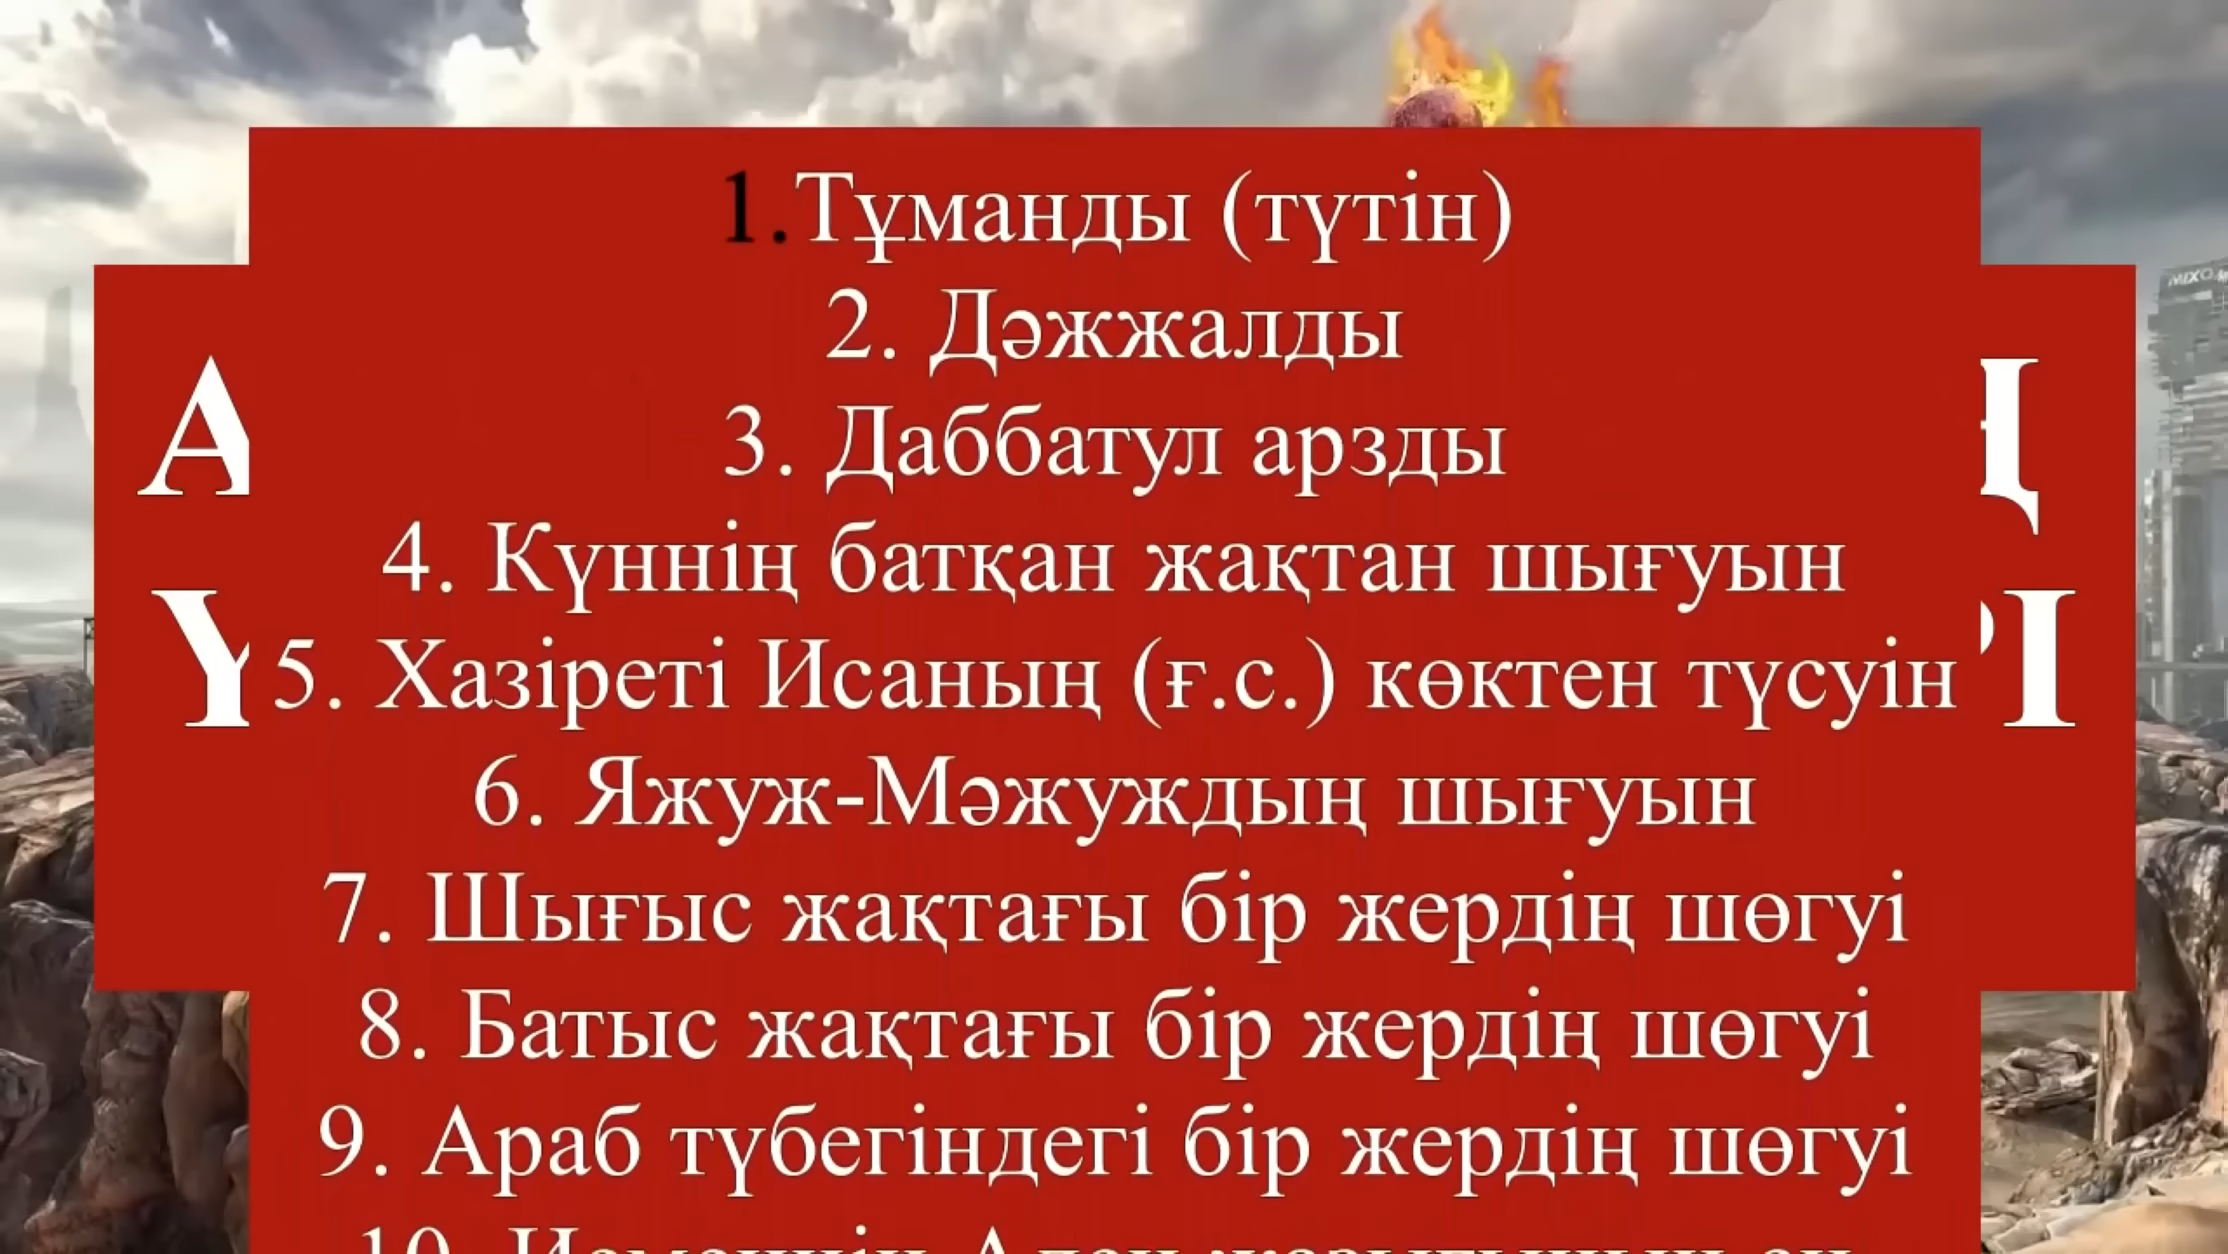 1.Тұманды (түтін)
2. Дәжжалды
3. Даббатул арзды
4. Күннің батқан жақтан шығуын
5. Хазіреті Исаның (ғ.с.) көктен түсуін
6. Яжуж-Мәжуждың шығуын
7. Шығыс жақтағы бір жердің шөгуі
8. Батыс жақтағы бір жердің шөгуі
9. Араб түбегіндегі бір жердің шөгуі
10.